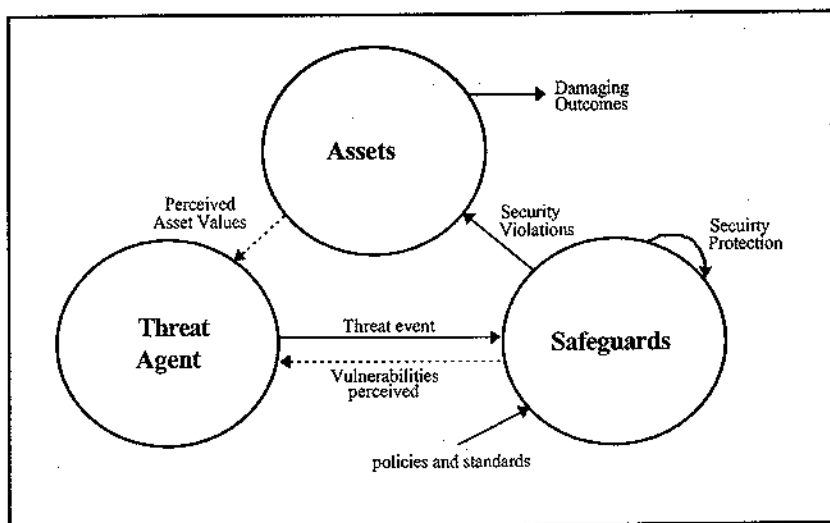 Damaging
Outcomes
Assets
Perceived
Asset Values
Security
Violations
Secuirty
Protection
Threat
Agent
Threat event
Safeguards
Vulnerabilities
perceived
policies and standards